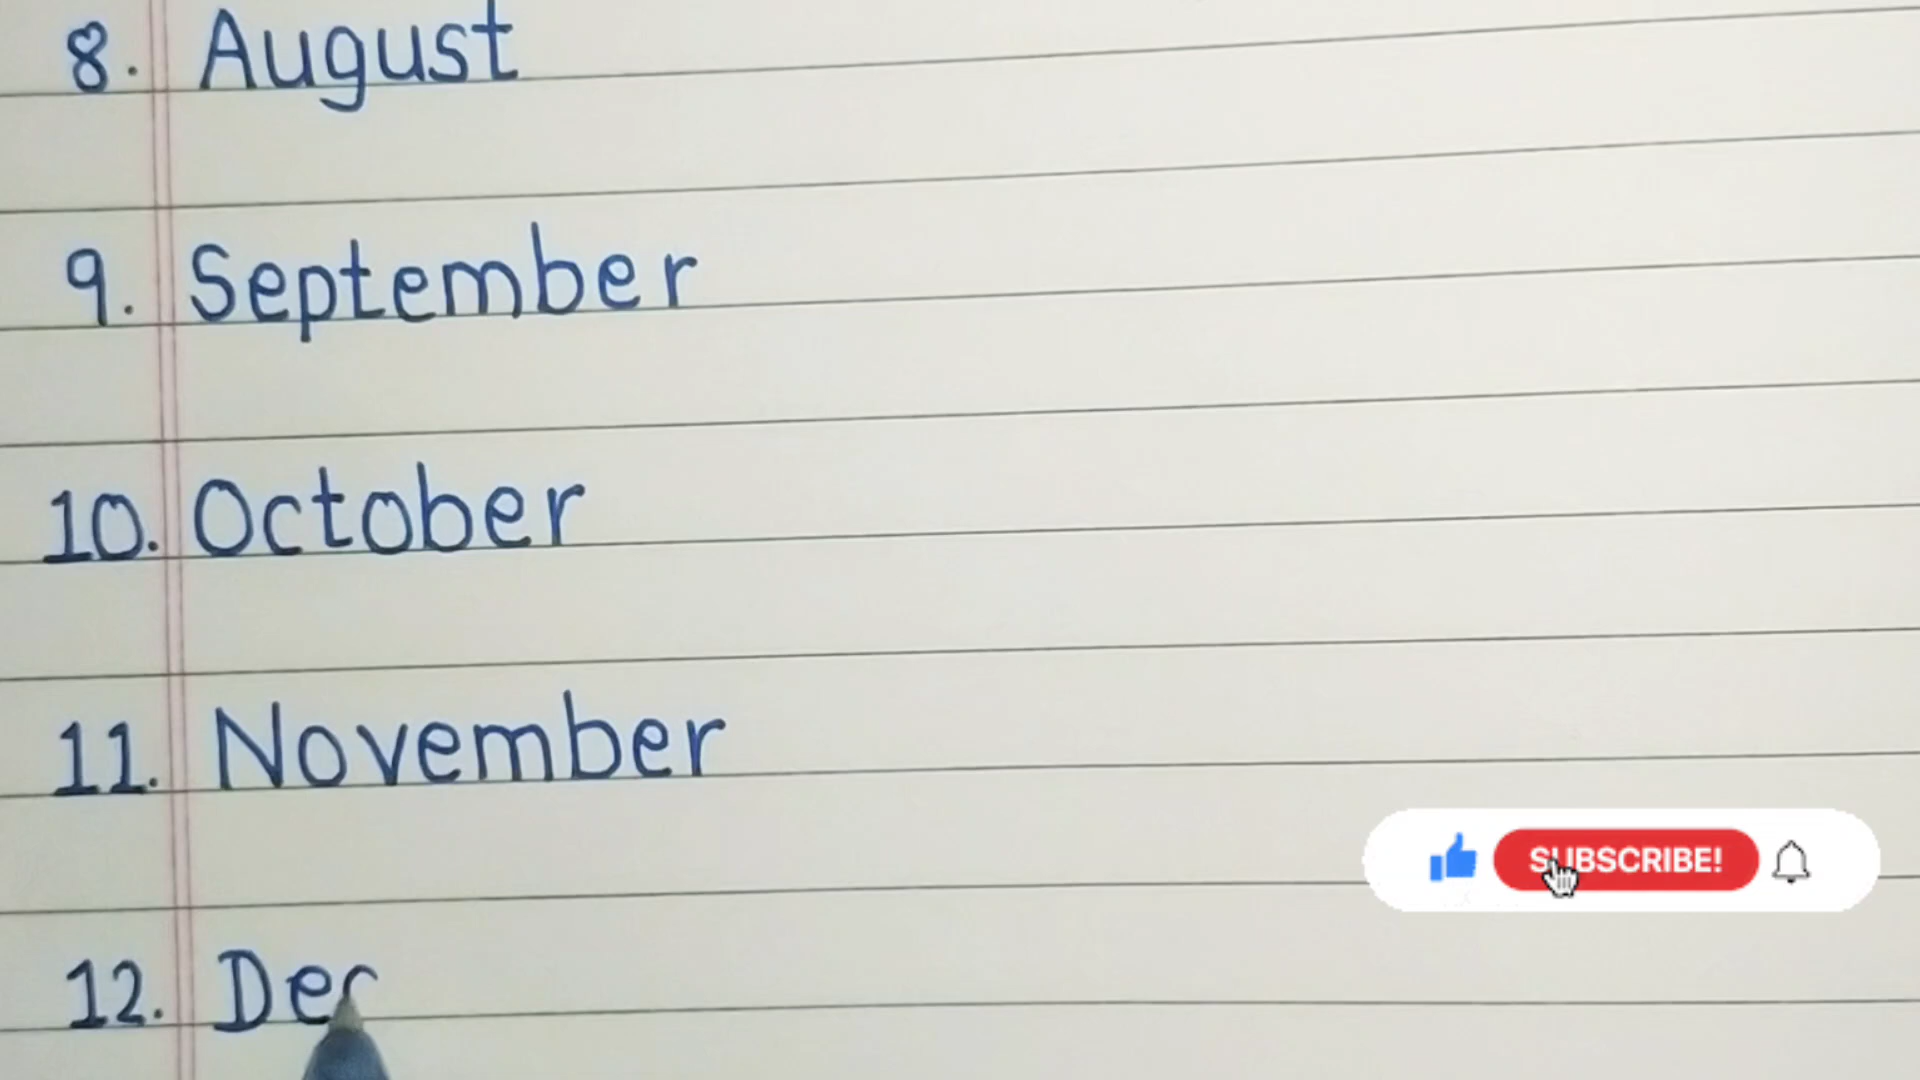 8. August
9. September
10. October
11. November
SUBSCRIBE!
12. Dec